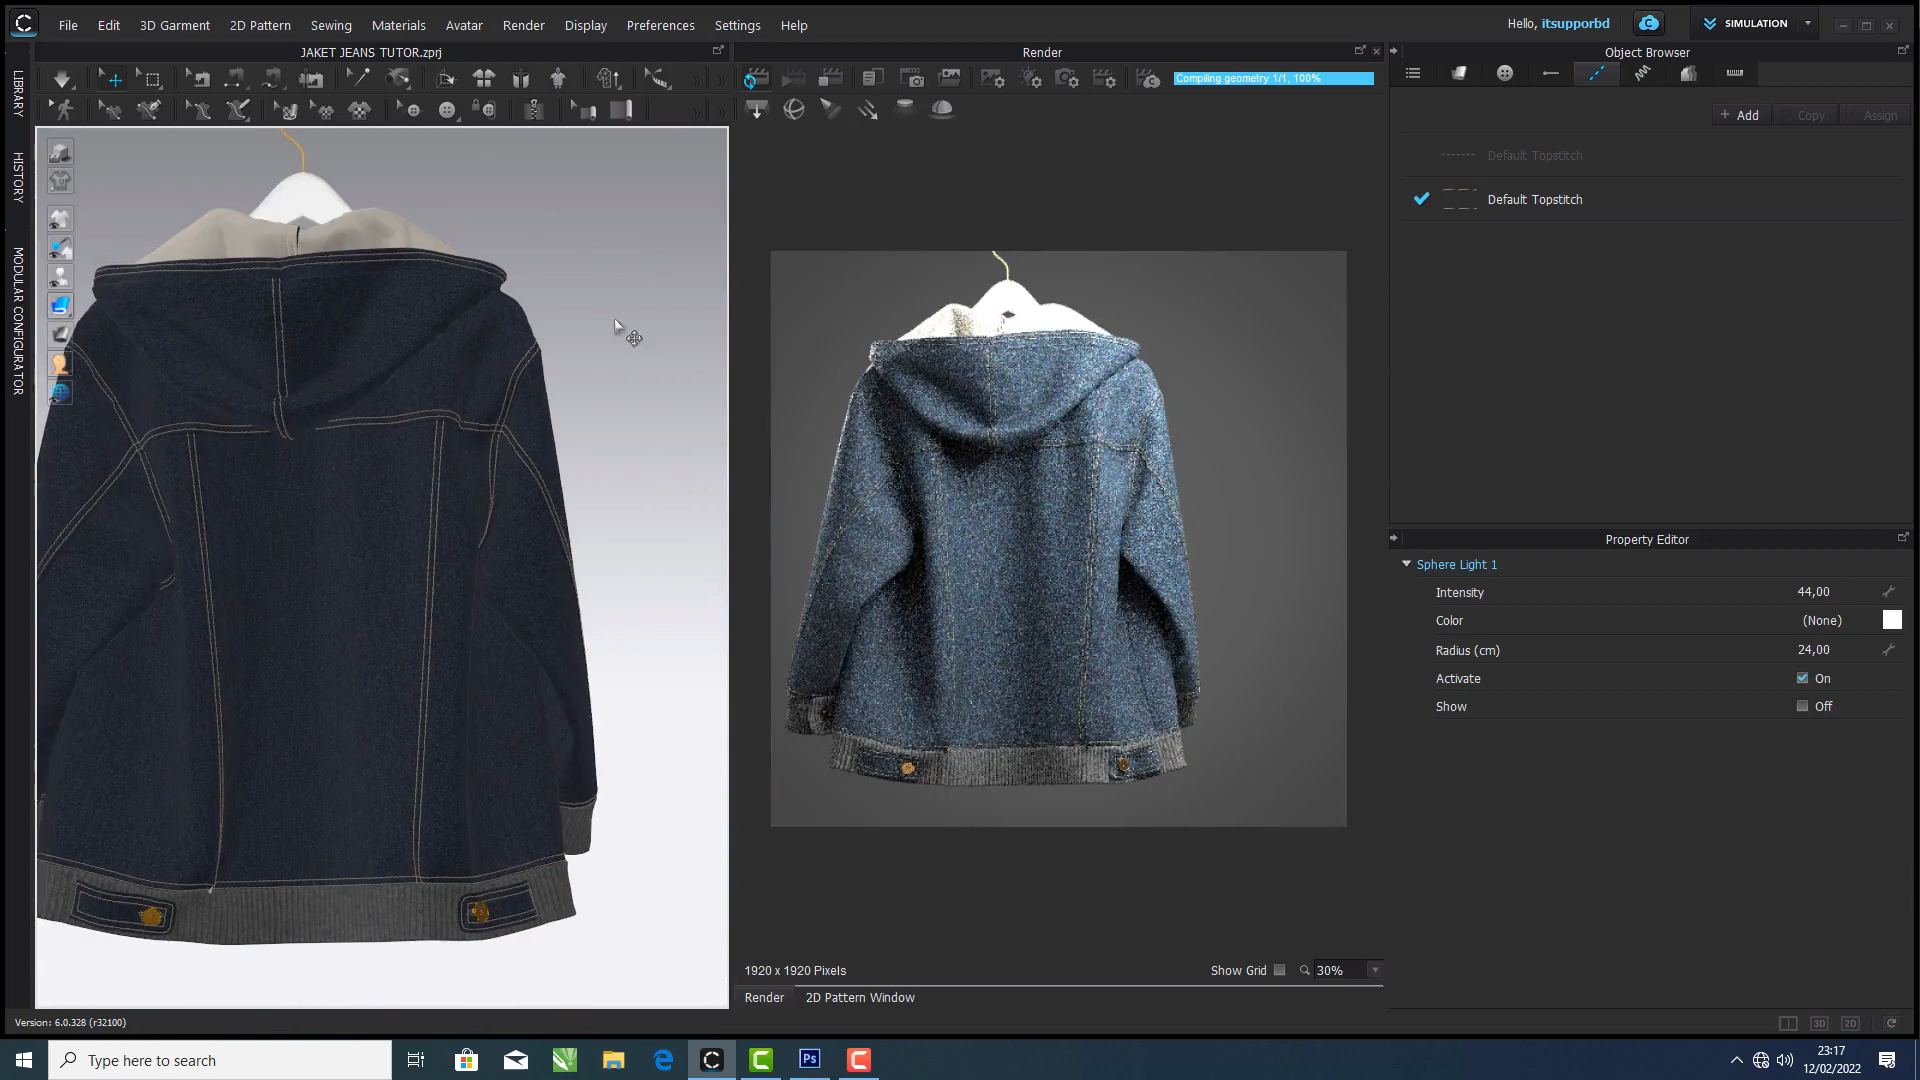 File Edit 3D Garment 2D Pattern Sewing Materials Avatar Render Display Preferences Settings Help
Hello, itsupporbd
SIMULATION
JAKET JEANS TUTOR.zprj
Render
Object Browser
Compiling geometry 1/1, 100%
LIBRARY
HISTORY
MODULAR CONFIGURATOR
+ Add Copy Assign
Default Topstitch
Default Topstitch
Property Editor
Sphere Light 1
Intensity 44,00
Color (None)
Radius (cm) 24,00
Activate On
Show Off
1920 x 1920 Pixels
Show Grid
30%
Render 2D Pattern Window
Version: 6.0.328 (r32100)
3D 2D
Type here to search
Ps
23:17
12/02/2022